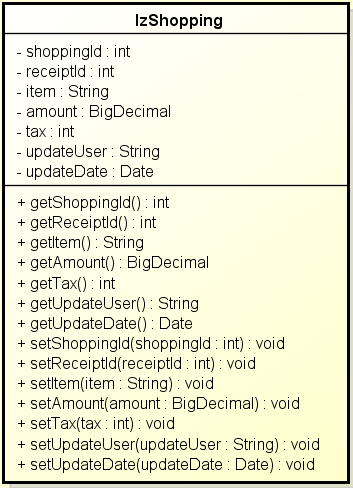 IzShopping
- shoppingId : int
- receiptId : int
- item : String
- amount : BigDecimal
- tax : int
- updateUser : String
- updateDate : Date
+ getShoppingId() : int
+ getReceiptId() : int
+ getItem() : String
+ getAmount() : BigDecimal
+ getTax() : int
+ getUpdateUser() : String
+ getUpdateDate() : Date
+ setShoppingId(shoppingId : int) : void
+ setReceiptId(receiptId : int) : void
+ setItem(item : String) : void
+ setAmount(amount : BigDecimal) : void
+ setTax(tax : int) : void
+ setUpdateUser(updateUser : String) : void
+ setUpdateDate(updateDate : Date) : void